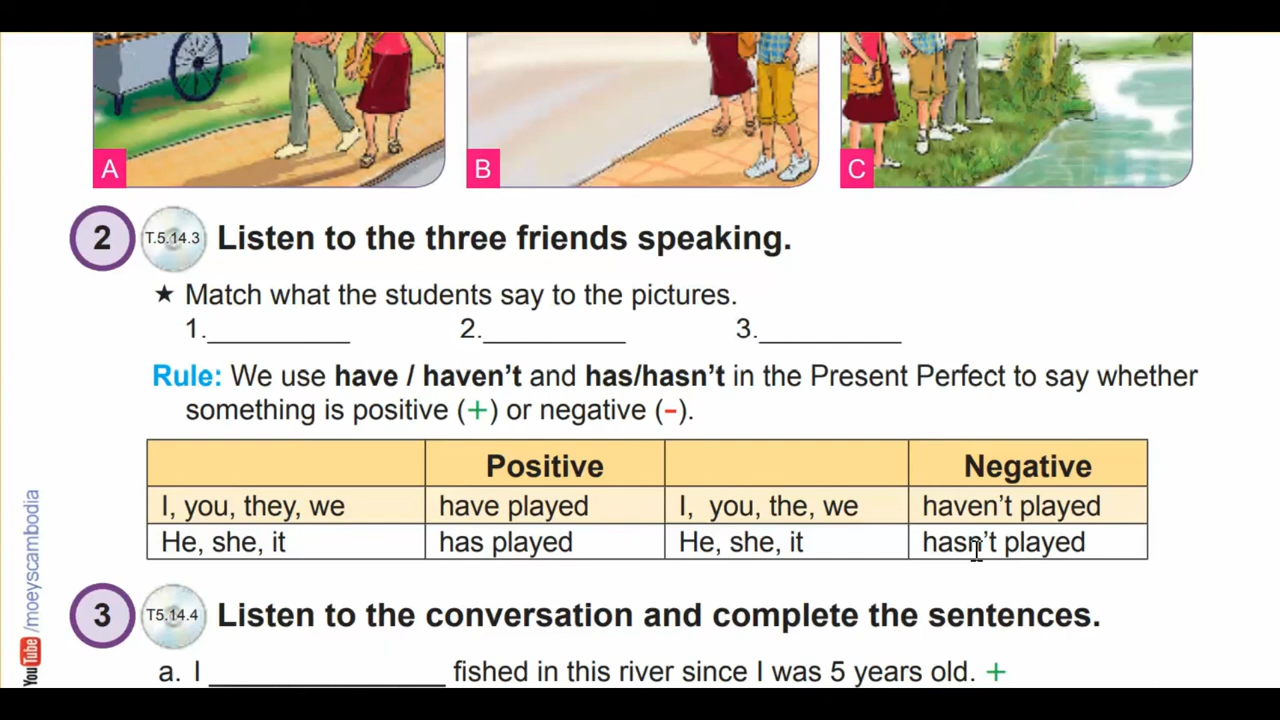 A
B
C
2
T.5.14.3
Listen to the three friends speaking.
★ Match what the students say to the pictures.
1.__________ 2.__________ 3.__________
Rule: We use have / haven't and has/hasn't in the Present Perfect to say whether
something is positive (+) or negative (-).
Positive Negative
I, you, they, we have played I, you, the, we haven't played
He, she, it has played He, she, it hasn't played
3
T5.14.4
Listen to the conversation and complete the sentences.
a. I ________________ fished in this river since I was 5 years old. +
YouTube /moeyscambodia